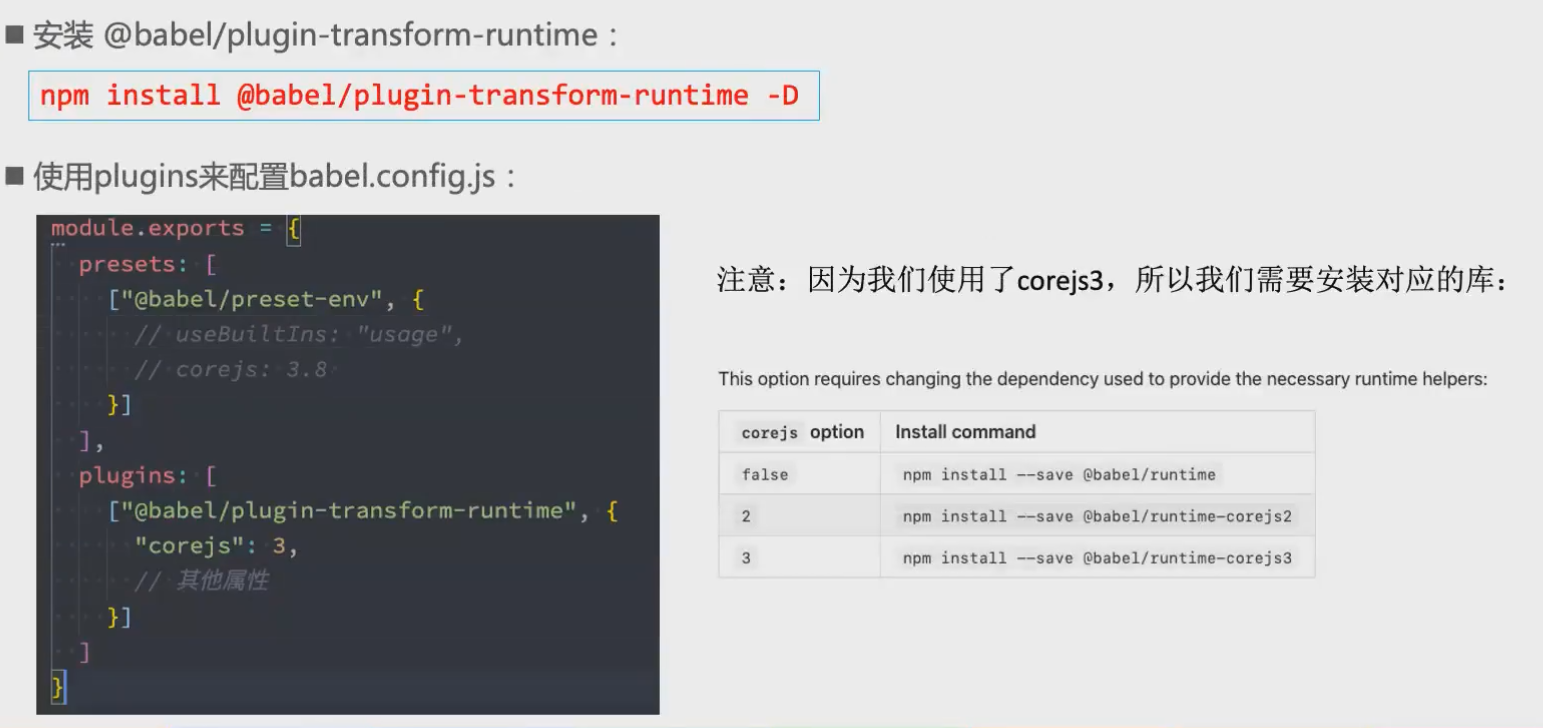 ■ 安装 @babel/plugin-transform-runtime：
npm install @babel/plugin-transform-runtime -D
■ 使用plugins来配置babel.config.js：
module.exports = {
  presets: [
    ["@babel/preset-env", {
      // useBuiltIns: "usage",
      // corejs: 3.8
    }]
  ],
  plugins: [
    ["@babel/plugin-transform-runtime", {
      "corejs": 3,
      // 其他属性
    }]
  ]
}
注意：因为我们使用了corejs3，所以我们需要安装对应的库：
This option requires changing the dependency used to provide the necessary runtime helpers:
corejs option Install command
false npm install --save @babel/runtime
2 npm install --save @babel/runtime-corejs2
3 npm install --save @babel/runtime-corejs3